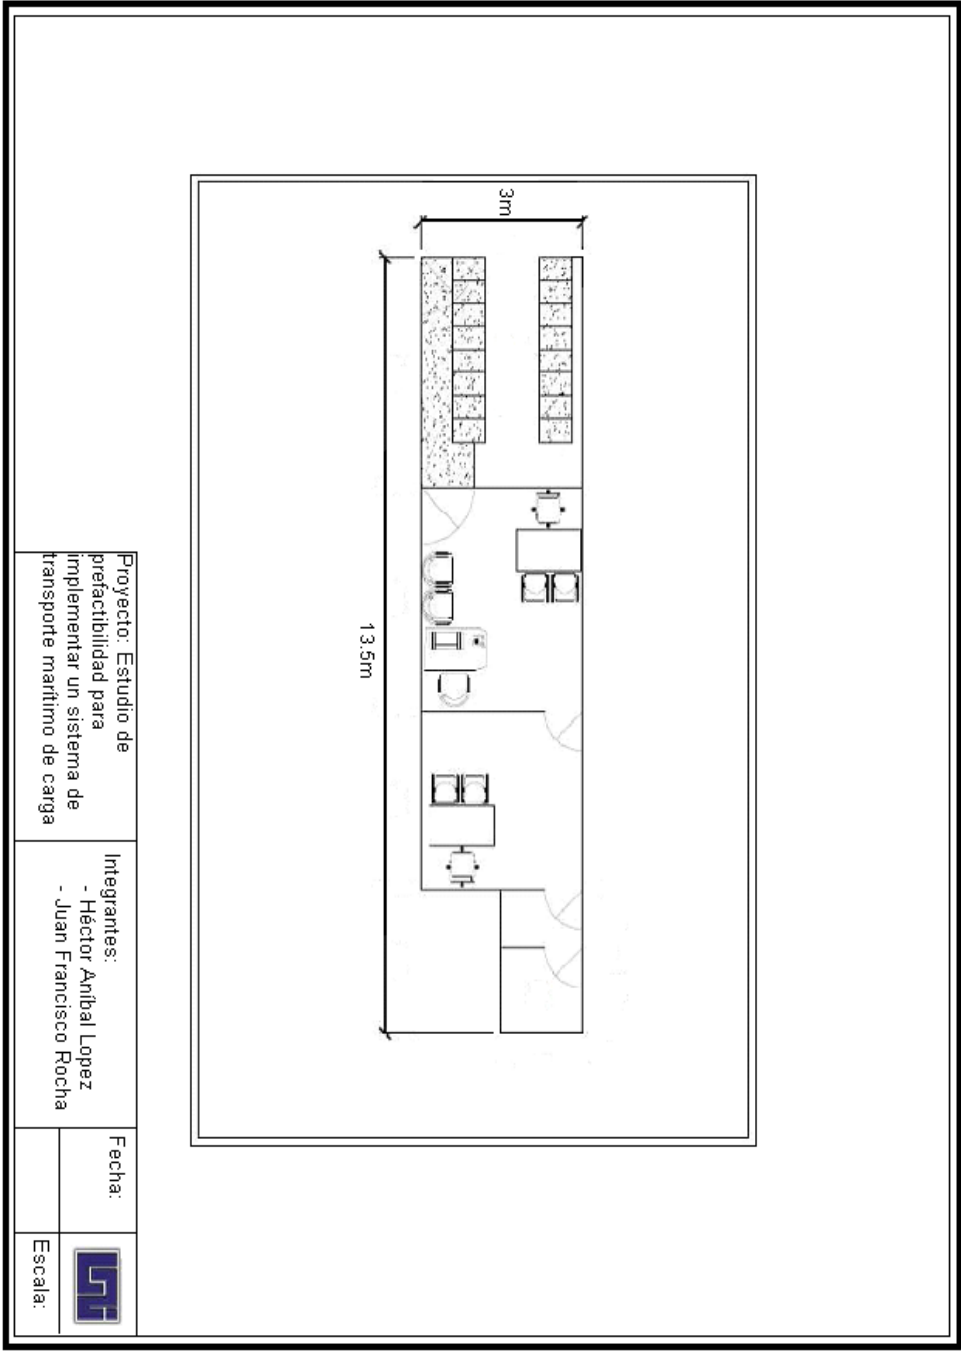 3m
13.5m
Proyecto: Estudio de
prefactibilidad para
implementar un sistema de
transporte marítimo de carga
Integrantes:
- Héctor Aníbal Lopez
- Juan Francisco Rocha
Fecha:
Escala: